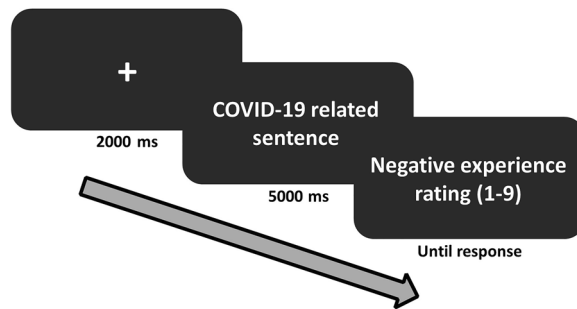 +
2000 ms
COVID-19 related
sentence
5000 ms
Negative experience
rating (1-9)
Until response